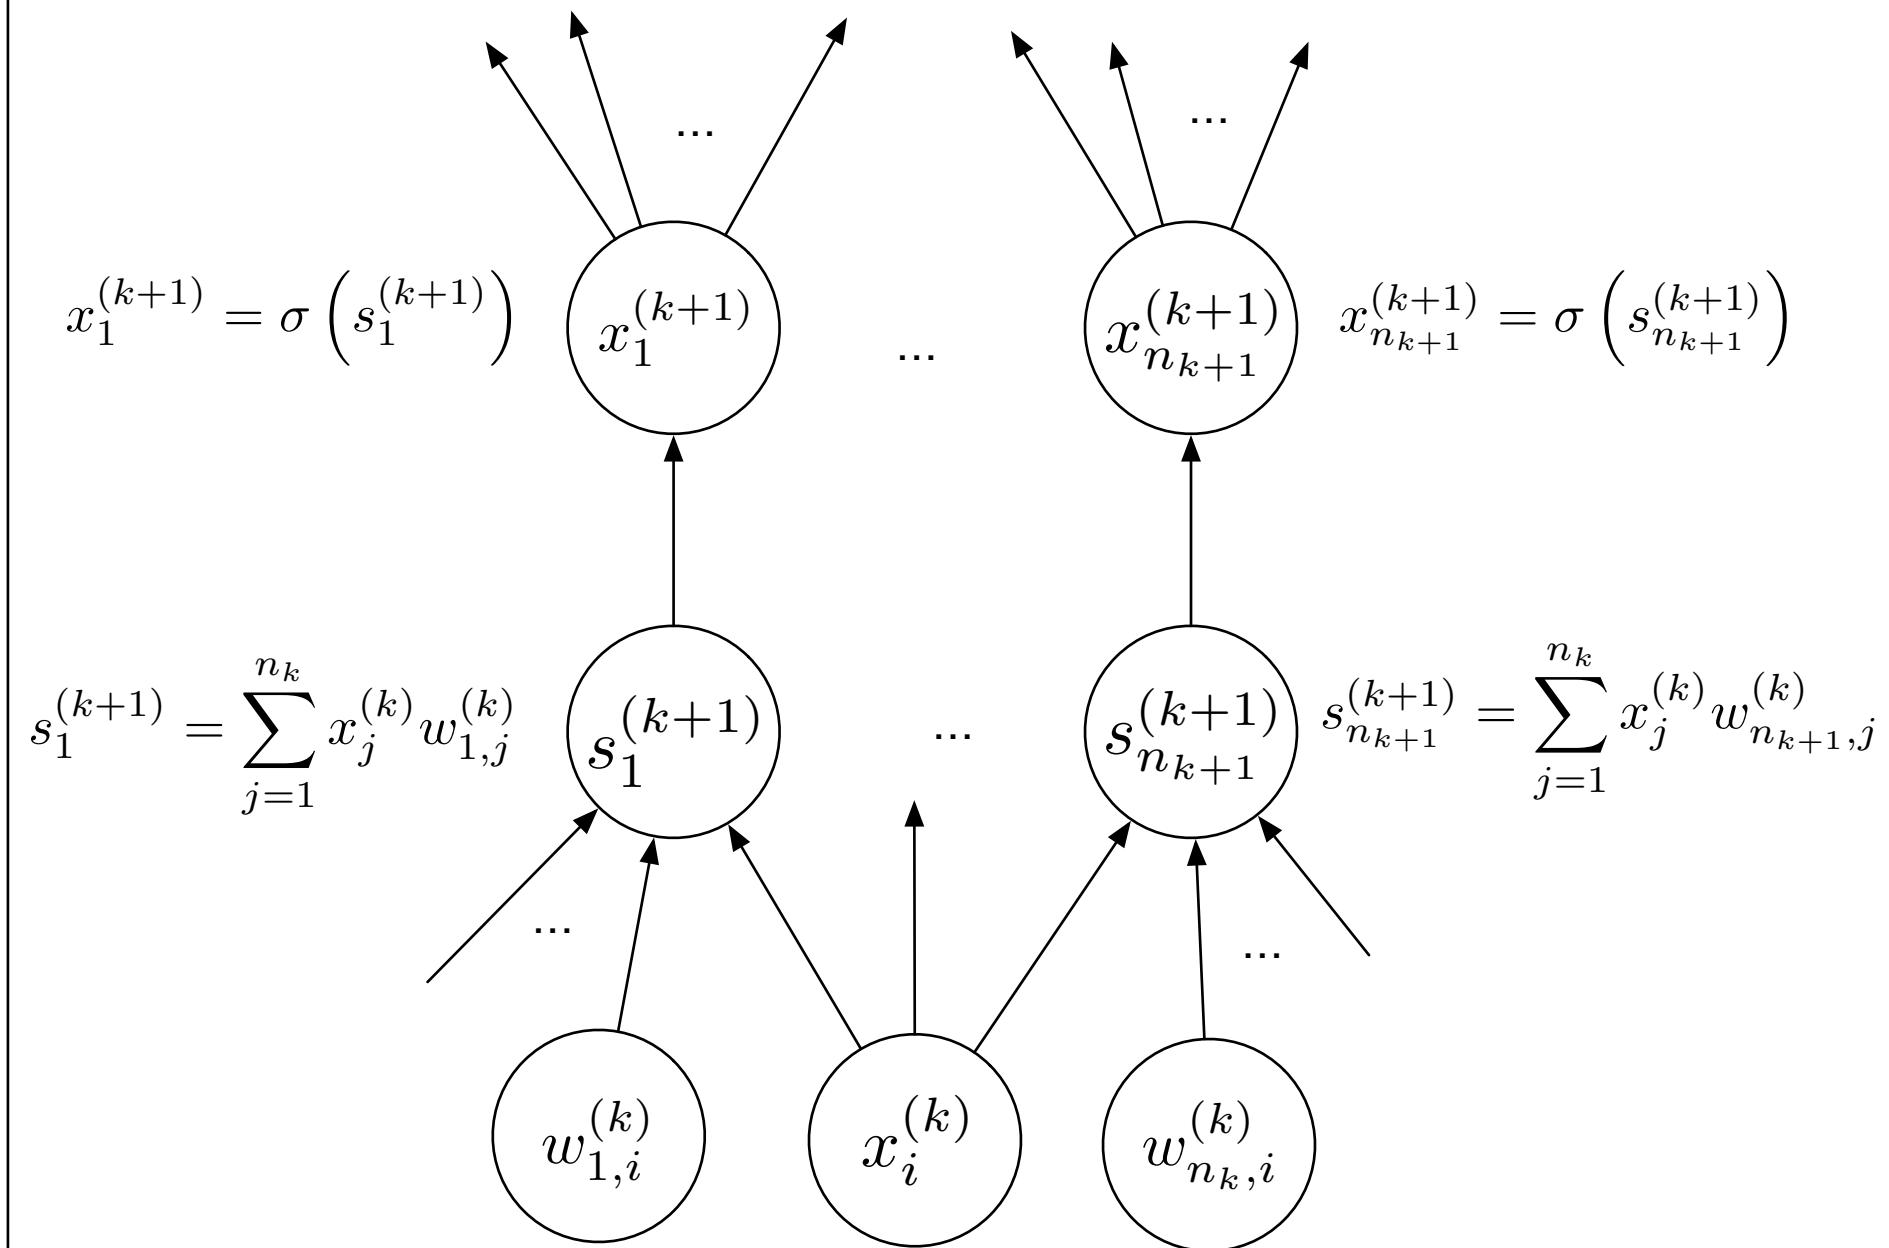 ... ...
x_1^{(k+1)} = σ(s_1^{(k+1)}) x_1^{(k+1)} ... x_{n_{k+1}}^{(k+1)} x_{n_{k+1}}^{(k+1)} = σ(s_{n_{k+1}}^{(k+1)})
s_1^{(k+1)} = \sum_{j=1}^{n_k} x_j^{(k)} w_{1,j}^{(k)} s_1^{(k+1)} ... s_{n_{k+1}}^{(k+1)} s_{n_{k+1}}^{(k+1)} = \sum_{j=1}^{n_k} x_j^{(k)} w_{n_{k+1},j}^{(k)}
... ...
w_{1,i}^{(k)} x_i^{(k)} w_{n_k,i}^{(k)}